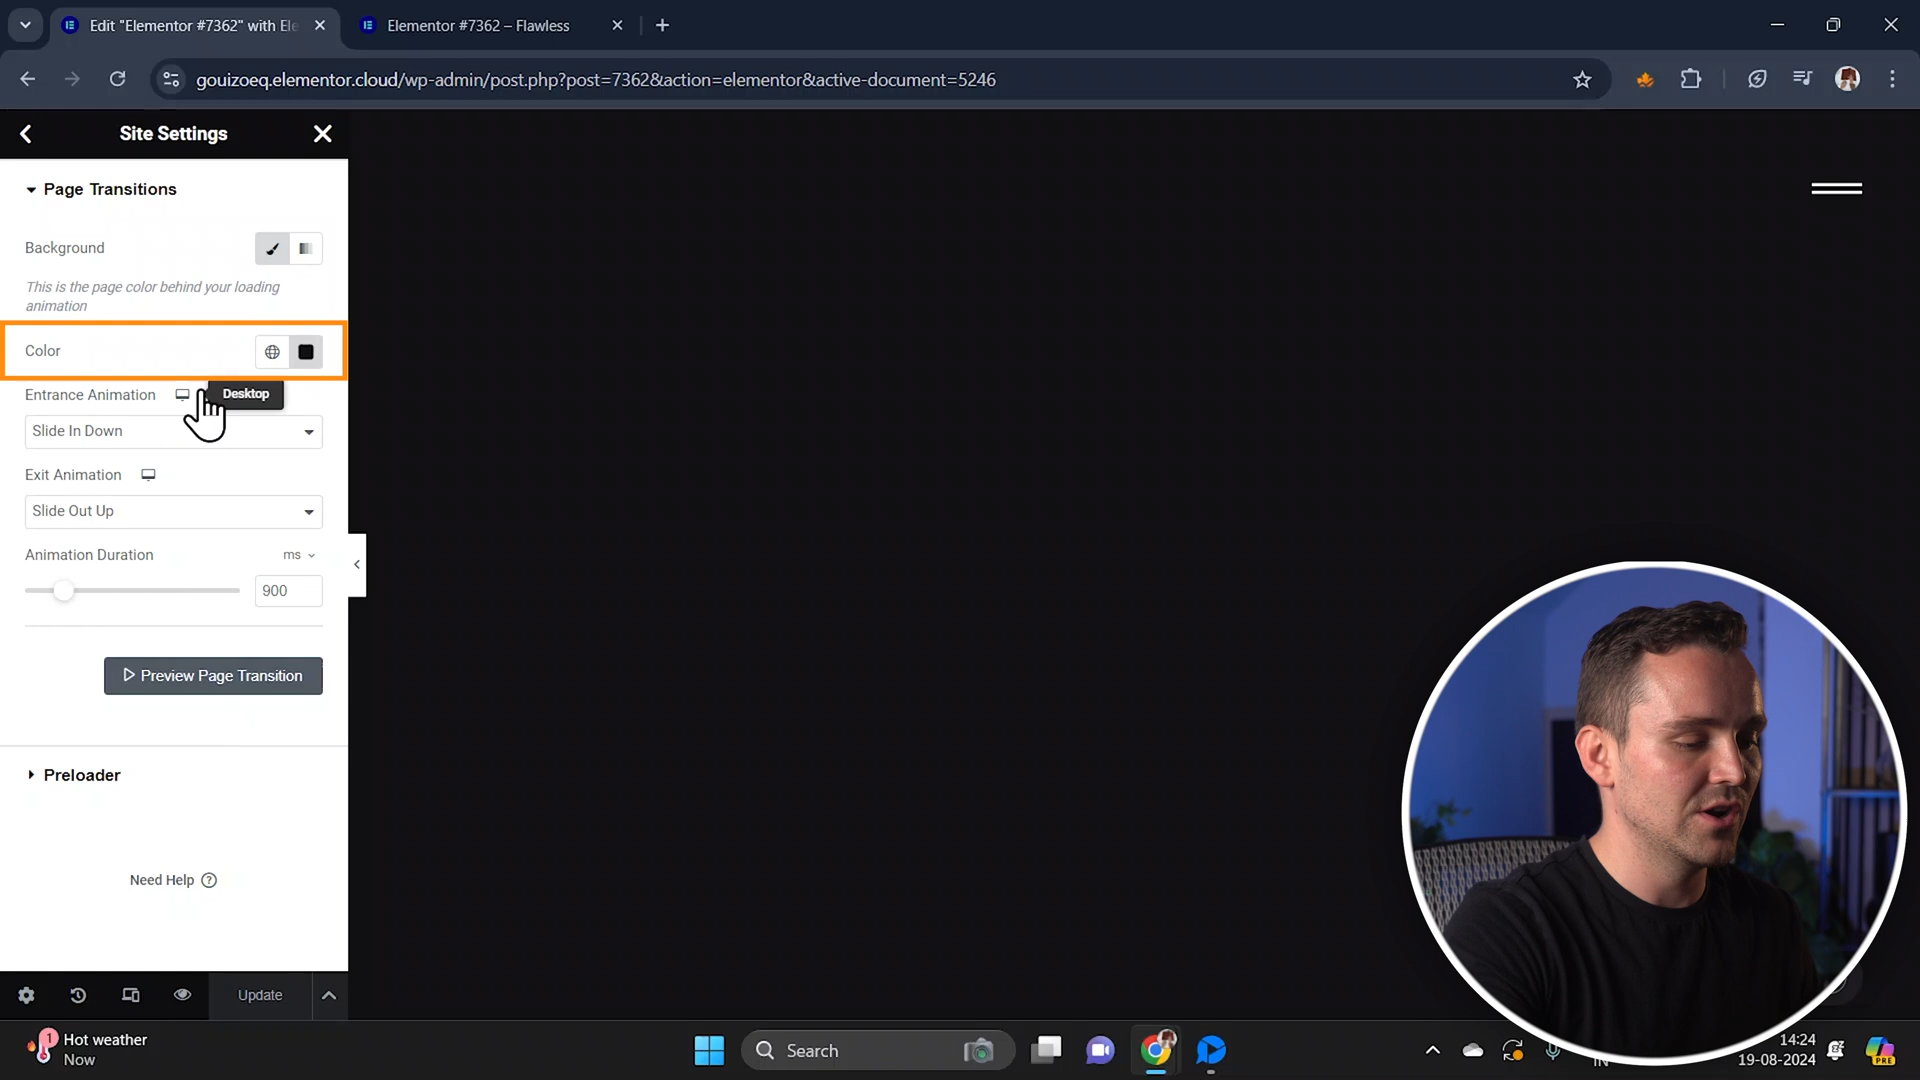 Edit "Elementor #7362" with Ele
Elementor #7362 – Flawless
gouizoeq.elementor.cloud/wp-admin/post.php?post=7362&action=elementor&active-document=5246
Site Settings
Page Transitions
Background
This is the page color behind your loading
animation
Color
Entrance Animation
Desktop
Slide In Down
Exit Animation
Slide Out Up
Animation Duration
ms
900
Preview Page Transition
Preloader
Need Help
Update
1
Hot weather
Now
Search
IN
14:24
19-08-2024
PRE